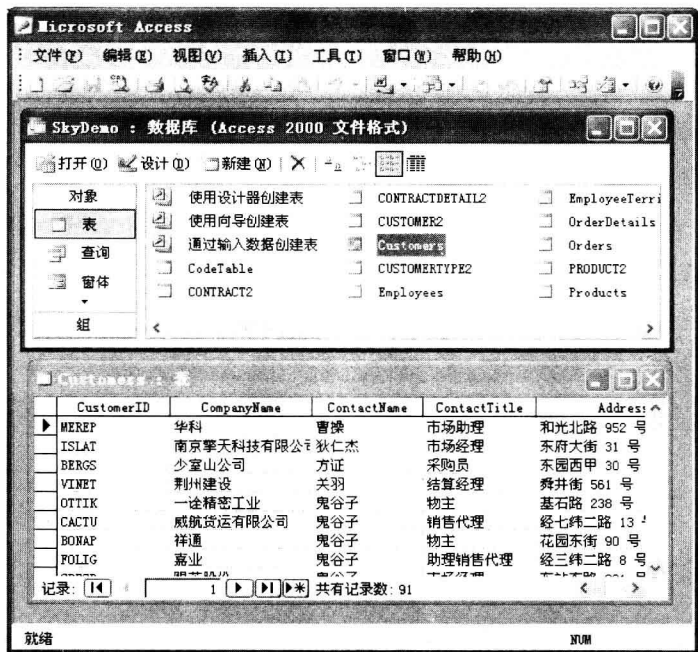 Microsoft Access
文件(F) 编辑(E) 视图(V) 插入(I) 工具(T) 窗口(W) 帮助(H)
SkyDemo : 数据库 (Access 2000 文件格式)
打开(O) 设计(D) 新建(N)
对象
表
查询
窗体
组
使用设计器创建表
使用向导创建表
通过输入数据创建表
CodeTable
CONTRACT2
CONTRACTDETAIL2
CUSTOMER2
Customers
CUSTOMERTYPE2
Employees
EmployeeTerri
OrderDetails
Orders
PRODUCT2
Products
Customers : 表
CustomerID CompanyName ContactName ContactTitle Address
MEREP 华科 曹操 市场助理 和光北路 952 号
ISLAT 南京擎天科技有限公司 狄仁杰 市场经理 东府大街 31 号
BERGS 少室山公司 方证 采购员 东园西甲 30 号
VINET 荆州建设 关羽 结算经理 舜井街 561 号
OTTIK 一诠精密工业 鬼谷子 物主 基石路 238 号
CACTU 威航货运有限公司 鬼谷子 销售代理 经七纬二路 13
BONAP 祥通 鬼谷子 物主 花园东街 90 号
FOLIG 嘉业 鬼谷子 助理销售代理 经三纬二路 8 号
记录: 1 共有记录数: 91
就绪 NUM